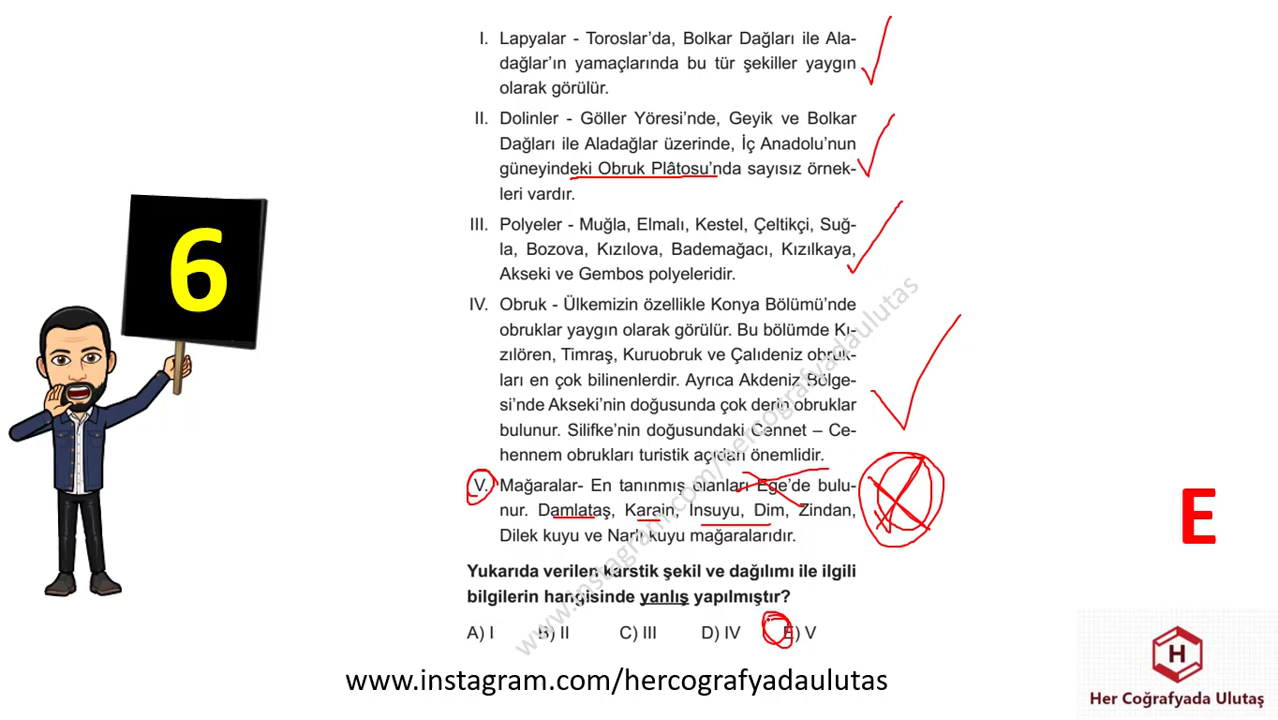 6
I. Lapyalar - Toroslar’da, Bolkar Dağları ile Ala-
dağlar’ın yamaçlarında bu tür şekiller yaygın
olarak görülür.
II. Dolinler - Göller Yöresi’nde, Geyik ve Bolkar
Dağları ile Aladağlar üzerinde, İç Anadolu’nun
güneyindeki Obruk Plâtosu’nda sayısız örnek-
leri vardır.
III. Polyeler - Muğla, Elmalı, Kestel, Çeltikçi, Suğ-
la, Bozova, Kızılova, Bademağacı, Kızılkaya,
Akseki ve Gembos polyeleridir.
IV. Obruk - Ülkemizin özellikle Konya Bölümü’nde
obruklar yaygın olarak görülür. Bu bölümde Kı-
zılören, Timraş, Kuruobruk ve Çalıdeniz obruk-
ları en çok bilinenlerdir. Ayrıca Akdeniz Bölge-
si’nde Akseki’nin doğusunda çok derin obruklar
bulunur. Silifke’nin doğusundaki Cennet – Ce-
hennem obrukları turistik açıdan önemlidir.
V. Mağaralar- En tanınmış olanları Ege’de bulu-
nur. Damlataş, Karain, İnsuyu, Dim, Zindan,
Dilek kuyu ve Narlı kuyu mağaralarıdır.
Yukarıda verilen karstik şekil ve dağılımı ile ilgili
bilgilerin hangisinde yanlış yapılmıştır?
A) I B) II C) III D) IV E) V
E
www.instagram.com/hercografyadaulutas
www.instagram.com/hercografyadaulutas
H
Her Coğrafyada Ulutaş